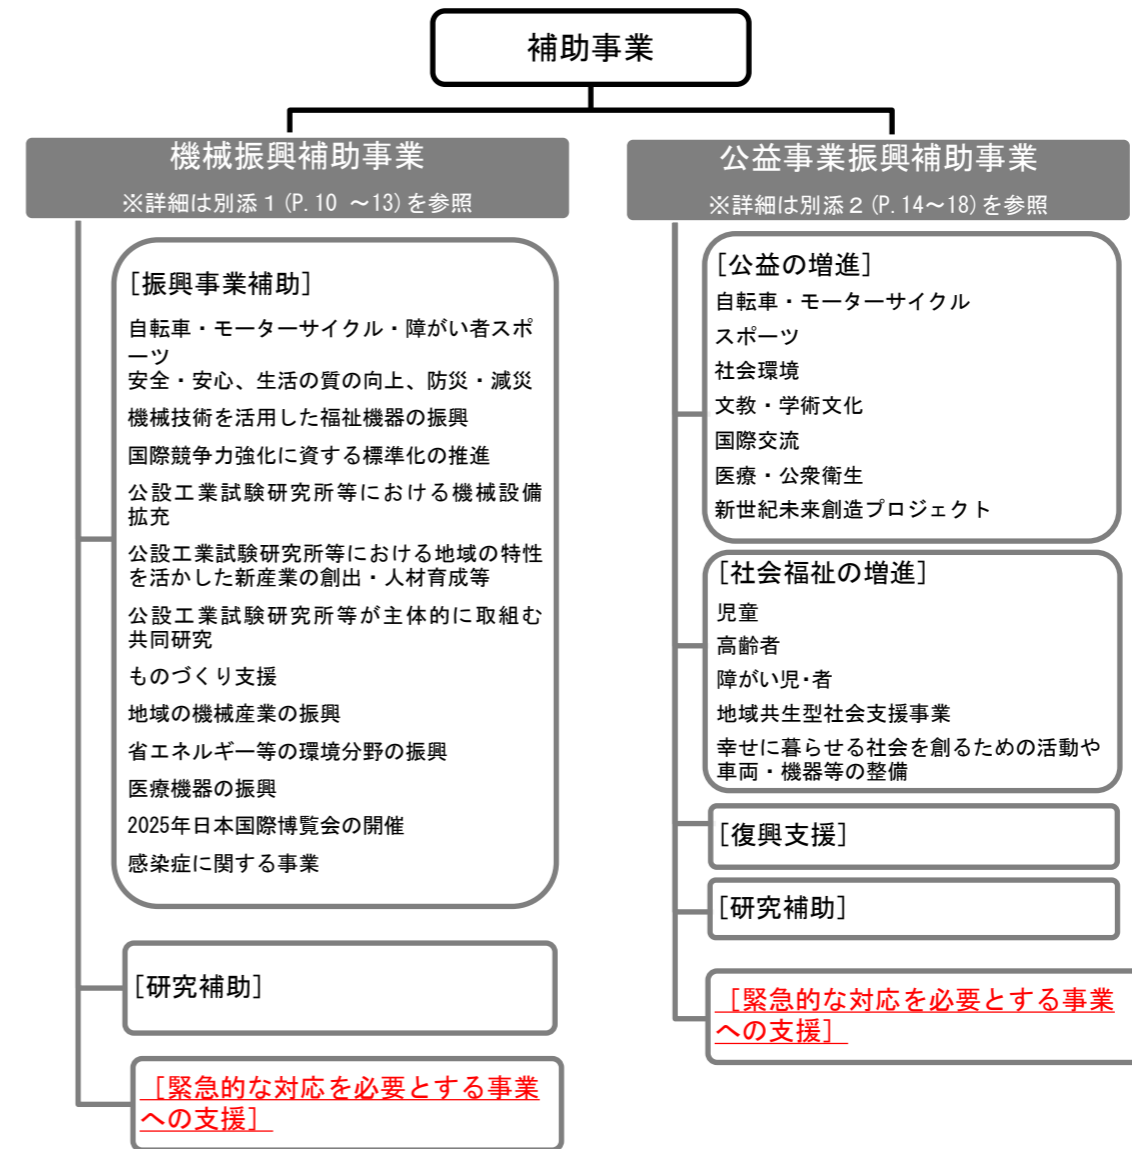 補助事業
機械振興補助事業
※詳細は別添1(P.10 ～13)を参照
[振興事業補助]
自転車・モーターサイクル・障がい者スポ
ーツ
安全・安心、生活の質の向上、防災・減災
機械技術を活用した福祉機器の振興
国際競争力強化に資する標準化の推進
公設工業試験研究所等における機械設備
拡充
公設工業試験研究所等における地域の特性
を活かした新産業の創出・人材育成等
公設工業試験研究所等が主体的に取組む
共同研究
ものづくり支援
地域の機械産業の振興
省エネルギー等の環境分野の振興
医療機器の振興
2025年日本国際博覧会の開催
感染症に関する事業
[研究補助]
[緊急的な対応を必要とする事業
への支援]
公益事業振興補助事業
※詳細は別添2(P.14～18)を参照
[公益の増進]
自転車・モーターサイクル
スポーツ
社会環境
文教・学術文化
国際交流
医療・公衆衛生
新世紀未来創造プロジェクト
[社会福祉の増進]
児童
高齢者
障がい児・者
地域共生型社会支援事業
幸せに暮らせる社会を創るための活動や
車両・機器等の整備
[復興支援]
[研究補助]
[緊急的な対応を必要とする事業
への支援]